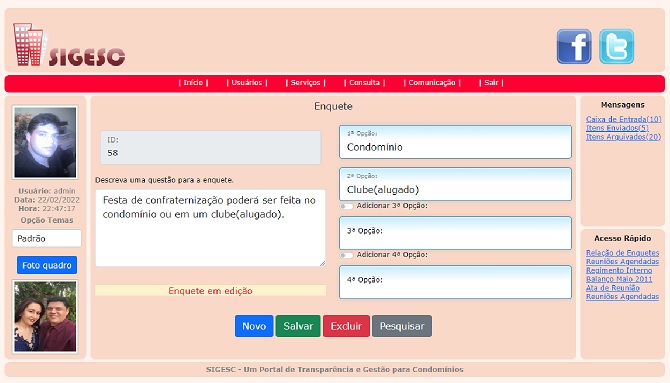 SIGESC
| Início | | Usuários | | Serviços | | Consulta | | Comunicação | | Sair |
Usuário: admin
Data: 22/02/2022
Hora: 22:47:17
Opção Temas
Padrão
Foto quadro
Enquete
ID:
58
Descreva uma questão para a enquete.
Festa de confraternização poderá ser feita no
condomínio ou em um clube(alugado).
Enquete em edição
1ª Opção:
Condomínio
2ª Opção:
Clube(alugado)
Adicionar 3ª Opção:
3ª Opção:
Adicionar 4ª Opção:
4ª Opção:
Novo
Salvar
Excluir
Pesquisar
Mensagens
Caixa de Entrada(10)
Itens Enviados(5)
Itens Arquivados(20)
Acesso Rápido
Relação de Enquetes
Reuniões Agendadas
Regimento Interno
Balanço Maio 2011
Ata de Reunião
Reuniões Agendadas
SIGESC - Um Portal de Transparência e Gestão para Condomínios